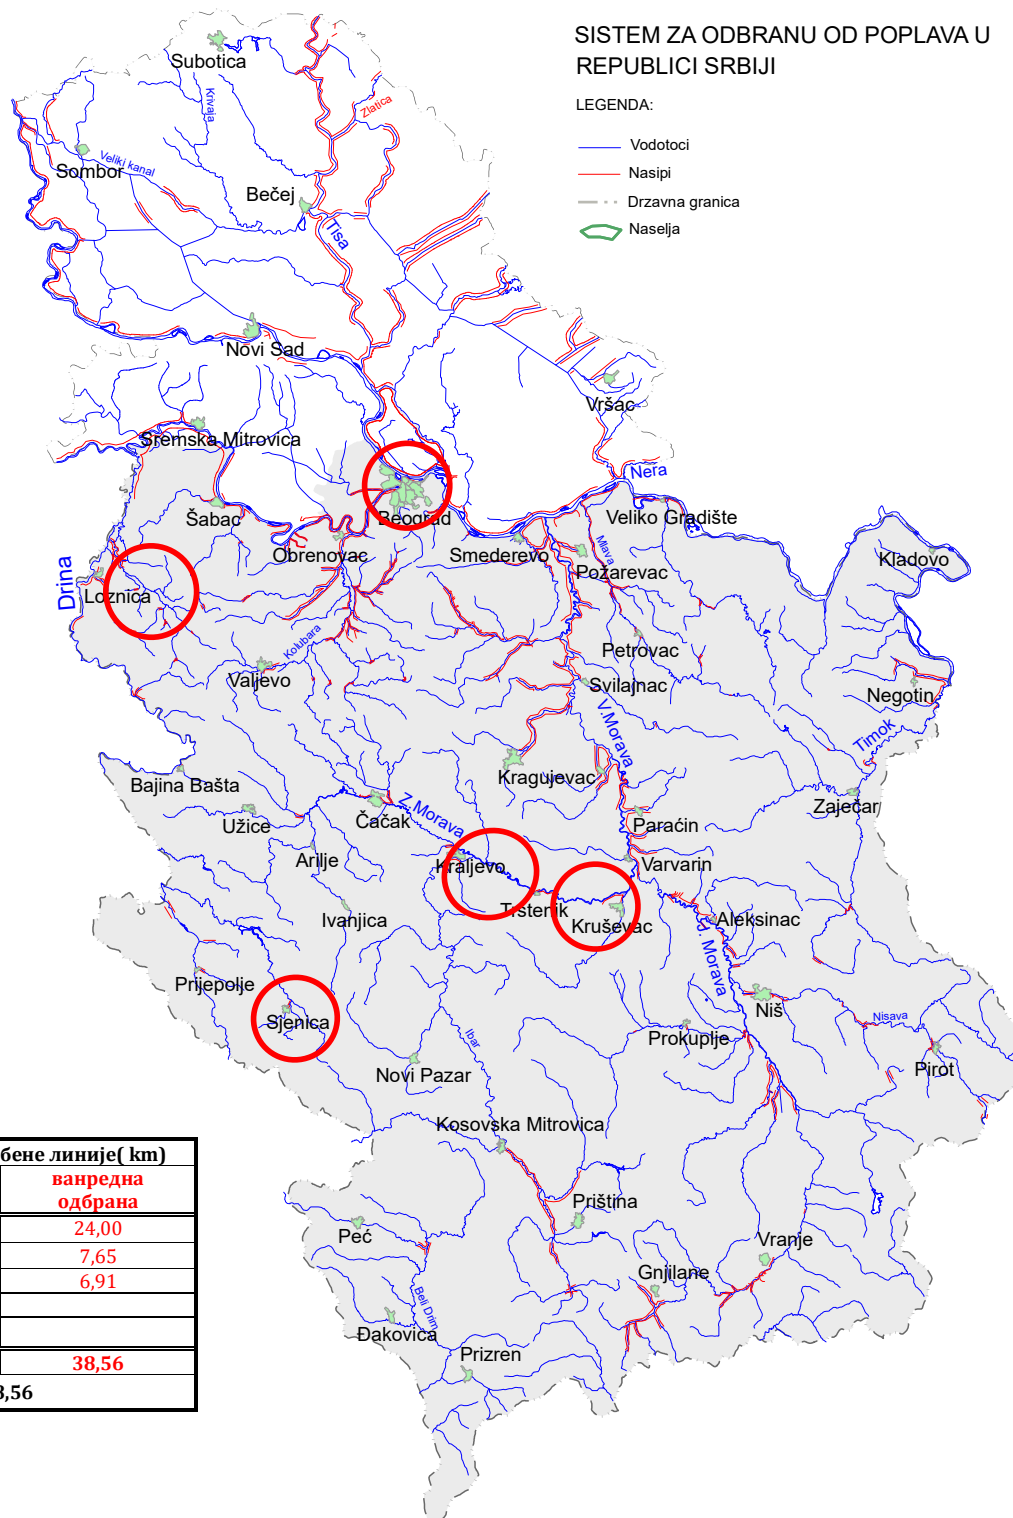 SISTEM ZA ODBRANU OD POPLAVA U
REPUBLICI SRBIJI
LEGENDA:
Vodotoci
Nasipi
Drzavna granica
Naselja
Subotica
Krivaja
Zlatica
Sombor
Veliki kanal
Bečej
Tisa
Novi Sad
Vršac
Sremska Mitrovica
Nera
Šabac
Beograd
Veliko Gradište
Obrenovac
Smederevo
Mlava
Požarevac
Kladovo
Drina
Loznica
Kolubara
Petrovac
Valjevo
Svilajnac
Negotin
V.Morava
Timok
Kragujevac
Bajina Bašta
Čačak
Z.Morava
Zaječar
Užice
Paraćin
Arilje
Kraljevo
Varvarin
Ivanjica
Trstenik
Kruševac
Aleksinac
J. Morava
Prijepolje
Niš
Sjenica
Ibar
Prokuplje
Nisava
Novi Pazar
Pirot
Kosovska Mitrovica
Priština
Peć
Vranje
Gnjilane
Beli Drim
Đakovica
Prizren
бене линије( km)
ванредна
одбрана
24,00
7,65
6,91
38,56
8,56